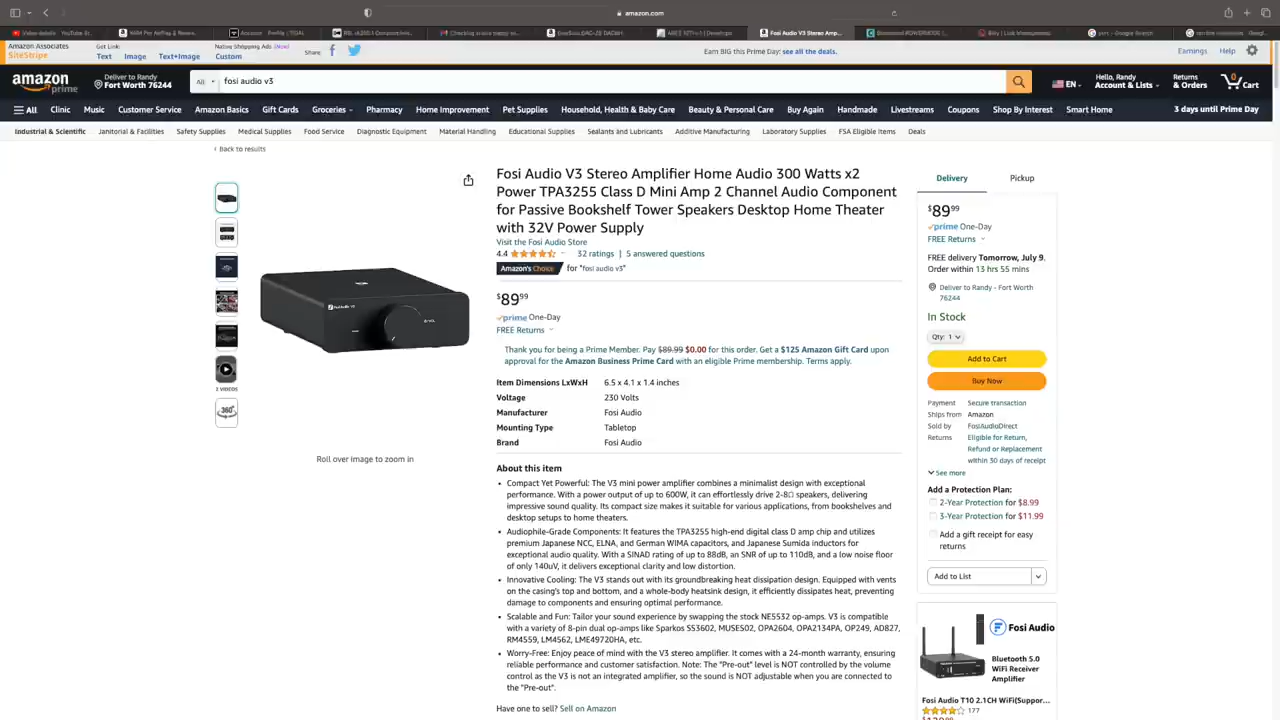 amazon.com
Fosi Audio V3 Stereo Amp...
Amazon Associates
SiteStripe
Get Link:
Text Image Text+Image
Native Shopping Ads (New)
Custom
Share:
Earn BIG this Prime Day: see all the deals.
Earnings Help
amazon prime
Deliver to Randy
Fort Worth 76244
All
fosi audio v3
EN
Hello, Randy
Account & Lists
Returns
& Orders
0
Cart
All Clinic Music Customer Service Amazon Basics Gift Cards Groceries Pharmacy Home Improvement Pet Supplies Household, Health & Baby Care Beauty & Personal Care Buy Again Handmade Livestreams Coupons Shop By Interest Smart Home 3 days until Prime Day
Industrial & Scientific Janitorial & Facilities Safety Supplies Medical Supplies Food Service Diagnostic Equipment Material Handling Educational Supplies Sealants and Lubricants Additive Manufacturing Laboratory Supplies FSA Eligible Items Deals
‹ Back to results
2 VIDEOS
360°
Roll over image to zoom in
Fosi Audio V3 Stereo Amplifier Home Audio 300 Watts x2
Power TPA3255 Class D Mini Amp 2 Channel Audio Component
for Passive Bookshelf Tower Speakers Desktop Home Theater
with 32V Power Supply
Visit the Fosi Audio Store
4.4 32 ratings | 5 answered questions
Amazon's Choice for "fosi audio v3"
$89⁹⁹
prime One-Day
FREE Returns
Thank you for being a Prime Member. Pay $89.99 $0.00 for this order. Get a $125 Amazon Gift Card upon
approval for the Amazon Business Prime Card with an eligible Prime membership. Terms apply.
Item Dimensions LxWxH 6.5 x 4.1 x 1.4 inches
Voltage 230 Volts
Manufacturer Fosi Audio
Mounting Type Tabletop
Brand Fosi Audio
About this item
• Compact Yet Powerful: The V3 mini power amplifier combines a minimalist design with exceptional
performance. With a power output of up to 600W, it can effortlessly drive 2-8Ω speakers, delivering
impressive sound quality. Its compact size makes it suitable for various applications, from bookshelves and
desktop setups to home theaters.
• Audiophile-Grade Components: It features the TPA3255 high-end digital class D amp chip and utilizes
premium Japanese NCC, ELNA, and German WIMA capacitors, and Japanese Sumida inductors for
exceptional audio quality. With a SINAD rating of up to 88dB, an SNR of up to 110dB, and a low noise floor
of only 140uV, it delivers exceptional clarity and low distortion.
• Innovative Cooling: The V3 stands out with its groundbreaking heat dissipation design. Equipped with vents
on the casing's top and bottom, and a whole-body heatsink design, it efficiently dissipates heat, preventing
damage to components and ensuring optimal performance.
• Scalable and Fun: Tailor your sound experience by swapping the stock NE5532 op-amps. V3 is compatible
with a variety of 8-pin dual op-amps like Sparkos SS3602, MUSES02, OPA2604, OPA2134PA, OP249, AD827,
RM4559, LM4562, LME49720HA, etc.
• Worry-Free: Enjoy peace of mind with the V3 stereo amplifier. It comes with a 24-month warranty, ensuring
reliable performance and customer satisfaction. Note: The "Pre-out" level is NOT controlled by the volume
control as the V3 is not an integrated amplifier, so the sound is NOT adjustable when you are connected to
the "Pre-out".
Have one to sell? Sell on Amazon
Delivery Pickup
$89⁹⁹
prime One-Day
FREE Returns
FREE delivery Tomorrow, July 9.
Order within 13 hrs 55 mins
Deliver to Randy - Fort Worth
76244
In Stock
Qty: 1
Add to Cart
Buy Now
Payment Secure transaction
Ships from Amazon
Sold by FosiAudioDirect
Returns Eligible for Return,
Refund or Replacement
within 30 days of receipt
See more
Add a Protection Plan:
2-Year Protection for $8.99
3-Year Protection for $11.99
Add a gift receipt for easy
returns
Add to List
Fosi Audio
Bluetooth 5.0
WiFi Receiver
Amplifier
Fosi Audio T10 2.1CH WiFi(Suppor...
177